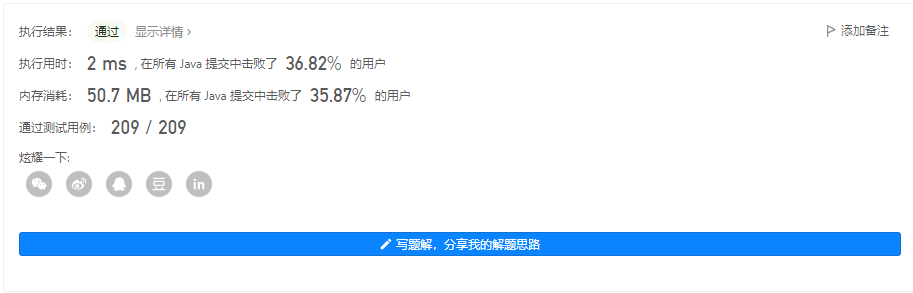 执行结果： 通过 显示详情 › 添加备注
执行用时： 2 ms , 在所有 Java 提交中击败了 36.82% 的用户
内存消耗： 50.7 MB , 在所有 Java 提交中击败了 35.87% 的用户
通过测试用例： 209 / 209
炫耀一下:
豆 in
写题解，分享我的解题思路